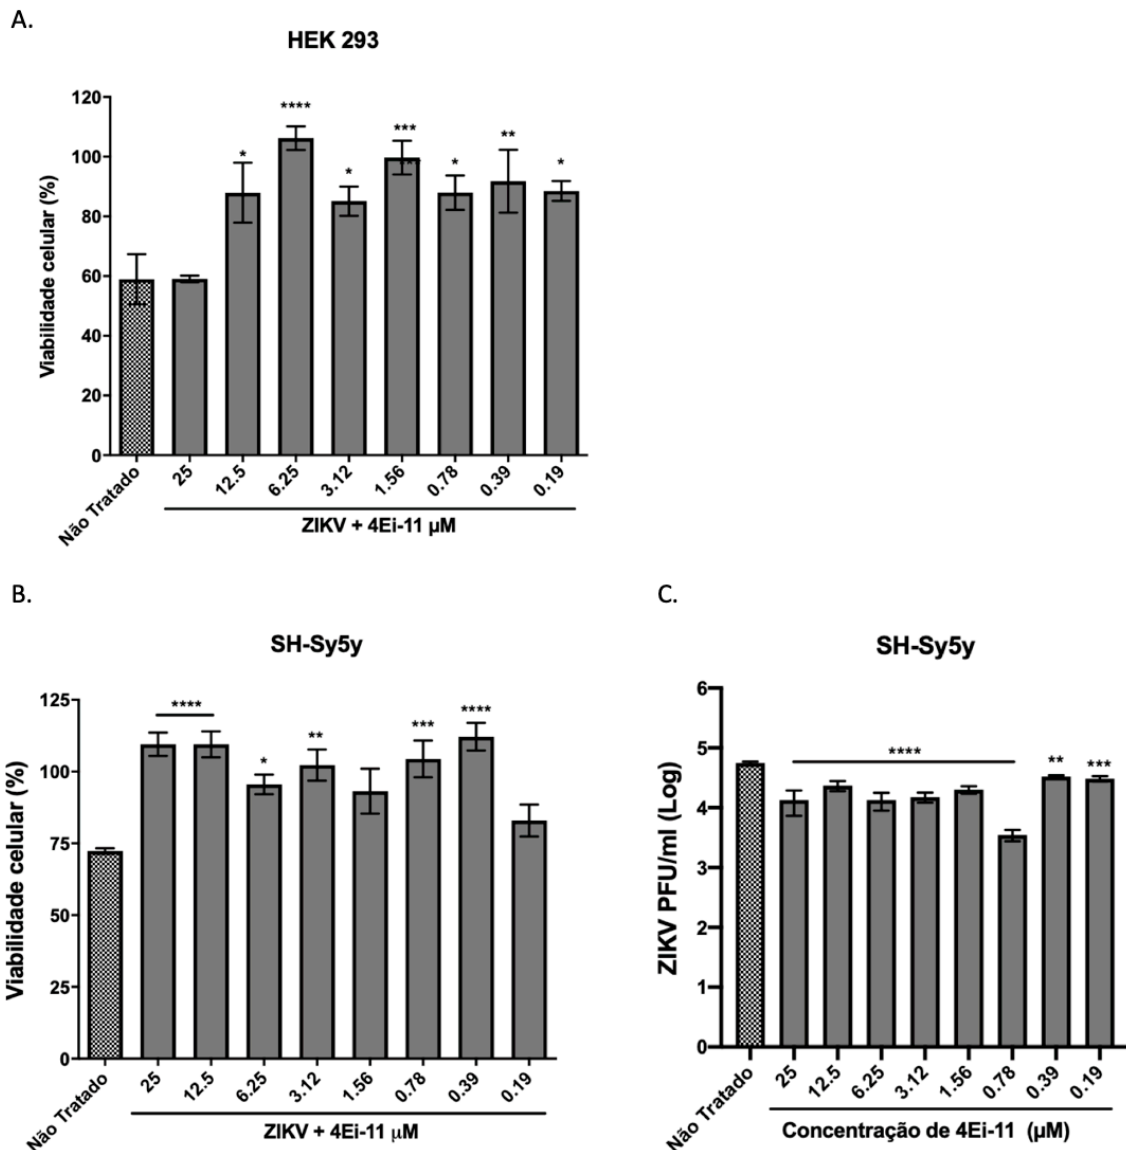 A.
HEK 293
Viabilidade celular (%)
120
100
80
60
40
20
0
* **** * *** * ** *
Não Tratado 25 12.5 6.25 3.12 1.56 0.78 0.39 0.19
ZIKV + 4Ei-11 µM
B.
SH-Sy5y
Viabilidade celular (%)
125
100
75
50
25
0
**** * ** *** ****
Não Tratado 25 12.5 6.25 3.12 1.56 0.78 0.39 0.19
ZIKV + 4Ei-11 µM
C.
SH-Sy5y
ZIKV PFU/ml (Log)
6
5
4
3
2
1
0
**** ** ***
Não Tratado 25 12.5 6.25 3.12 1.56 0.78 0.39 0.19
Concentração de 4Ei-11 (µM)